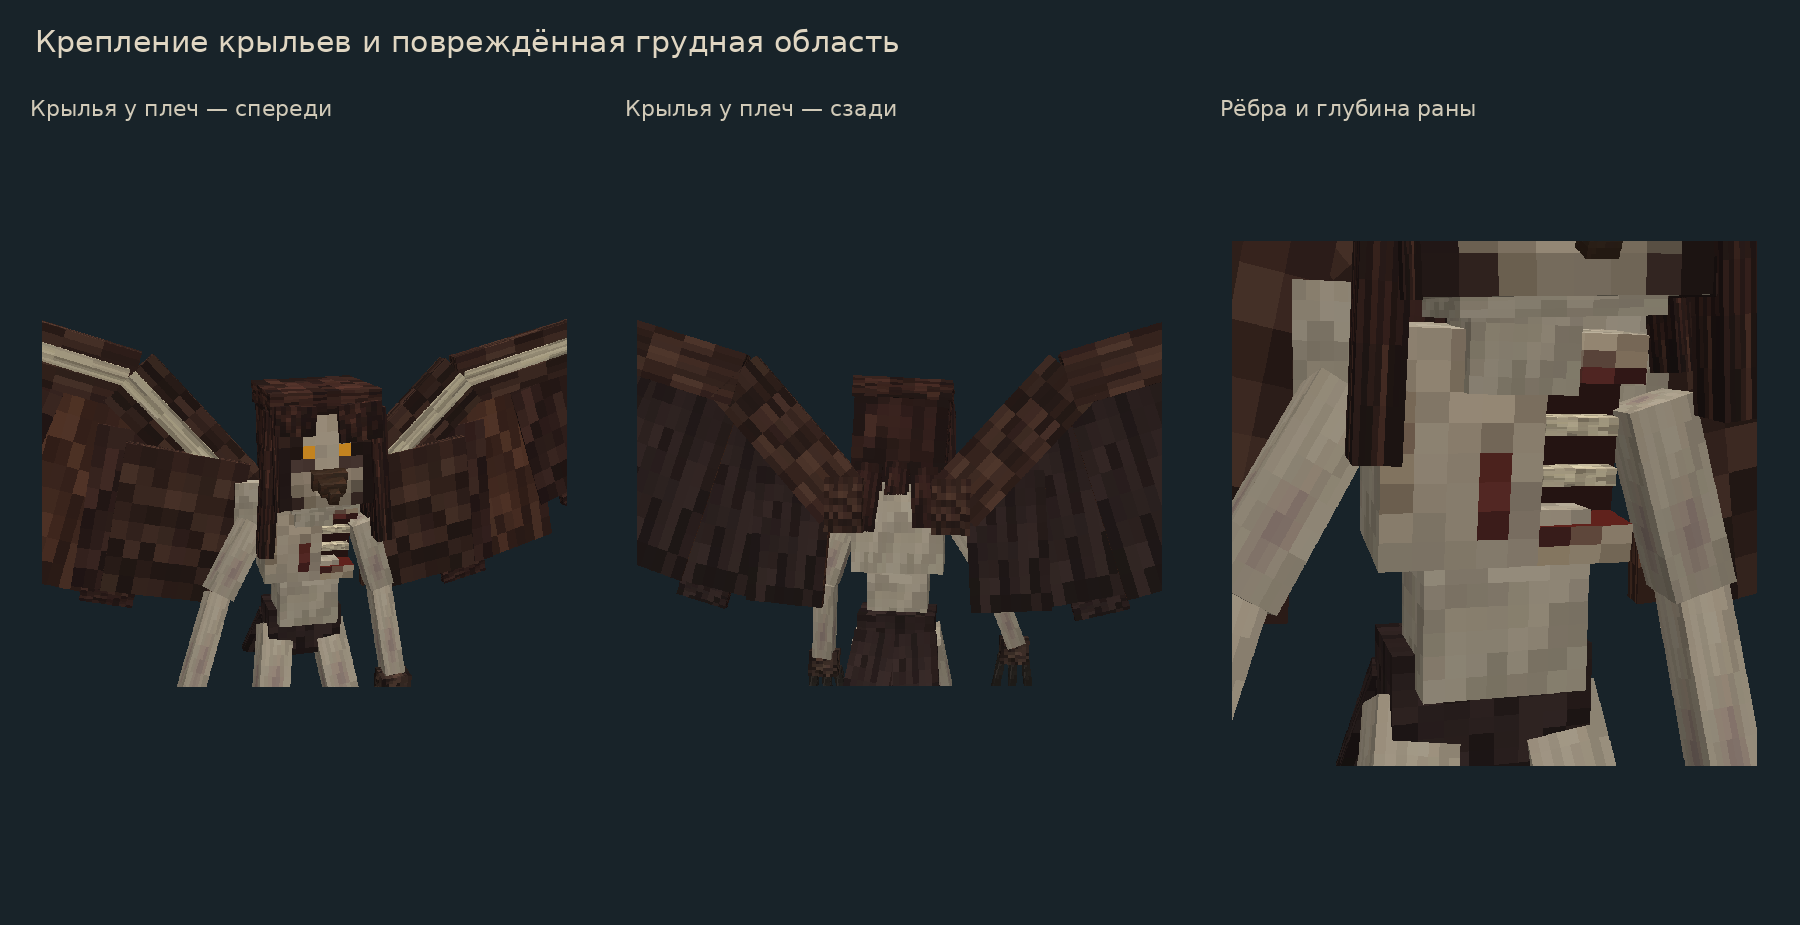 Крепление крыльев и повреждённая грудная область
Крылья у плеч — спереди
Крылья у плеч — сзади
Рёбра и глубина раны